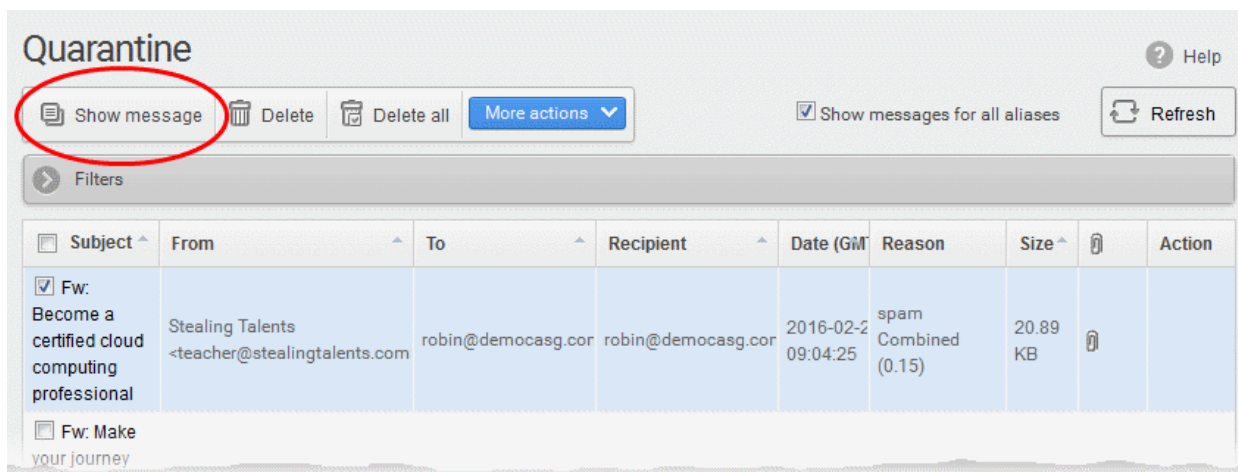 Quarantine
Help
Show message
Delete
Delete all
More actions
Show messages for all aliases
Refresh
Filters
Subject From To Recipient Date (GM Reason Size Action
Fw:
Become a
certified cloud
computing
professional
Stealing Talents
<teacher@stealingtalents.com
robin@democasg.cor
robin@democasg.cor
2016-02-2
09:04:25
spam
Combined
(0.15)
20.89
KB
Fw: Make
your journey